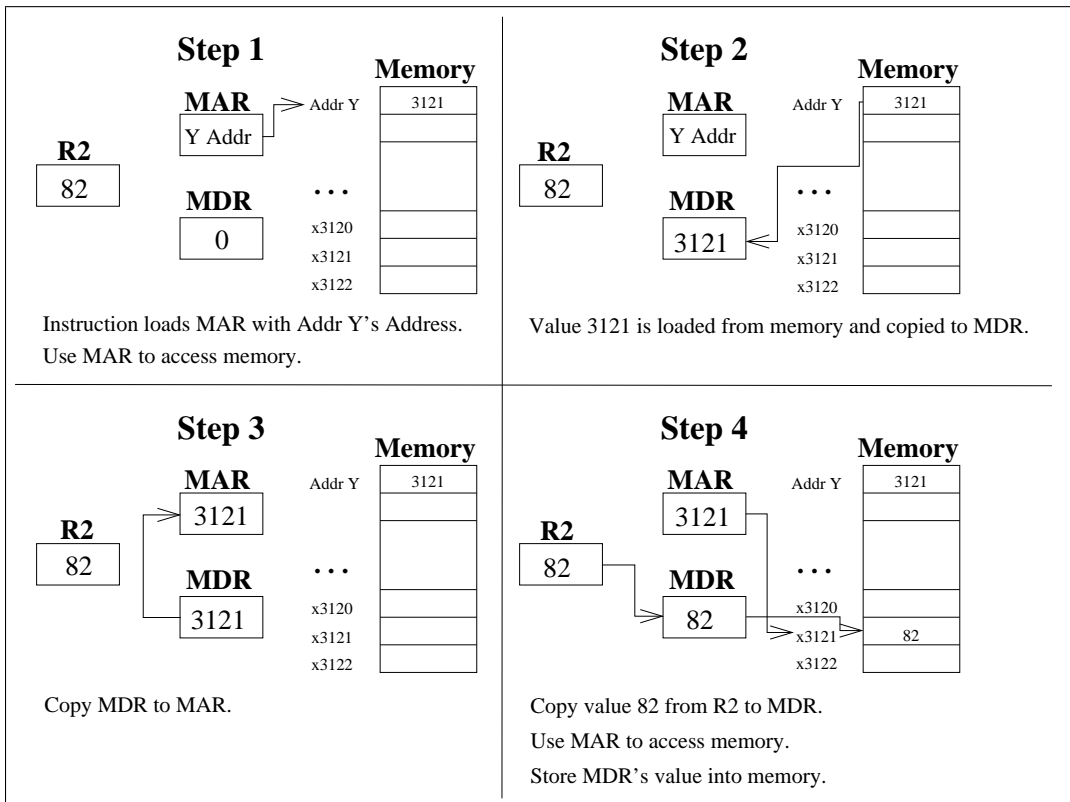 Step 1
Memory
MAR
Addr Y
3121
Y Addr
R2
82
MDR
...
0
x3120
x3121
x3122
Instruction loads MAR with Addr Y's Address.
Use MAR to access memory.
Step 2
Memory
MAR
Addr Y
3121
Y Addr
R2
82
MDR
...
3121
x3120
x3121
x3122
Value 3121 is loaded from memory and copied to MDR.
Step 3
Memory
MAR
Addr Y
3121
3121
R2
82
MDR
...
3121
x3120
x3121
x3122
Copy MDR to MAR.
Step 4
Memory
MAR
Addr Y
3121
3121
R2
82
MDR
...
82
x3120
x3121
82
x3122
Copy value 82 from R2 to MDR.
Use MAR to access memory.
Store MDR's value into memory.